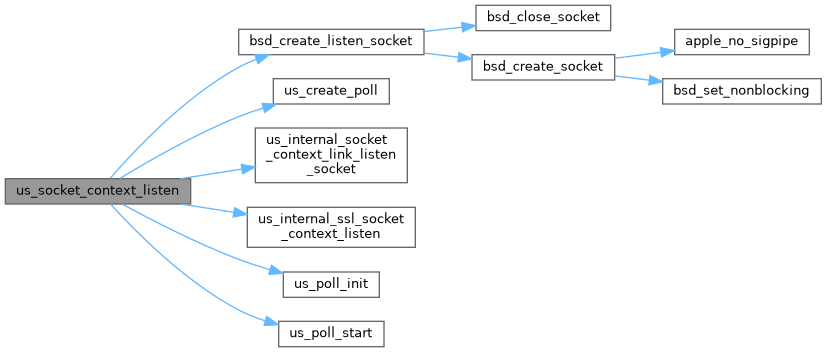 us_socket_context_listen
bsd_create_listen_socket
bsd_close_socket
bsd_create_socket
apple_no_sigpipe
bsd_set_nonblocking
us_create_poll
us_internal_socket
_context_link_listen
_socket
us_internal_ssl_socket
_context_listen
us_poll_init
us_poll_start